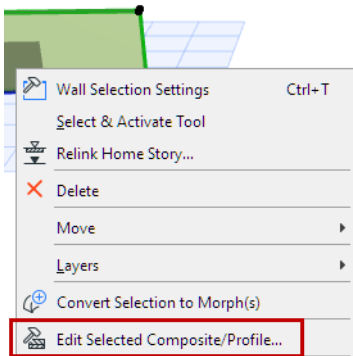 Wall Selection Settings Ctrl+T
Select & Activate Tool
Relink Home Story...
Delete
Move
Layers
Convert Selection to Morph(s)
Edit Selected Composite/Profile...